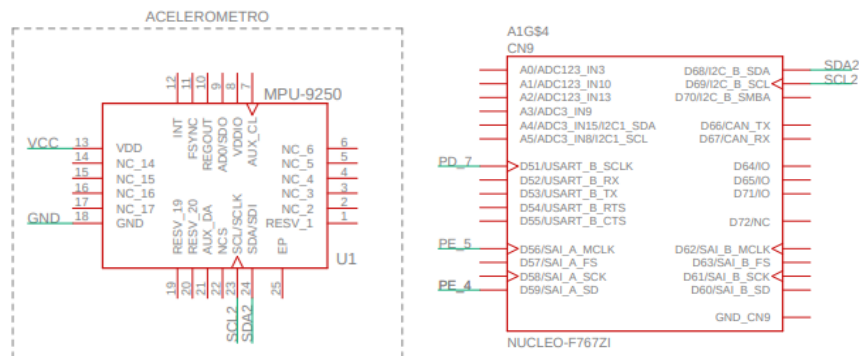 ACELEROMETRO
12
11
10
9
8
7
MPU-9250
INT
FSYNC
REGOUT
AD0/SDO
VDDIO
AUX_CL
VCC 13 VDD
14 NC_14
15 NC_15
16 NC_16
17 NC_17
GND 18 GND
NC_6 6
NC_5 5
NC_4 4
NC_3 3
NC_2 2
RESV_1 1
RESV_19
RESV_20
AUX_DA
NCS
SCL/SCLK
SDA/SDI
EP
U1
19
20
21
22
23
24
25
SCL2
SDA2
A1G$4
CN9
A0/ADC123_IN3
A1/ADC123_IN10
A2/ADC123_IN13
A3/ADC3_IN9
A4/ADC3_IN15/I2C1_SDA
A5/ADC3_IN8/I2C1_SCL
PD_7 D51/USART_B_SCLK
D52/USART_B_RX
D53/USART_B_TX
D54/USART_B_RTS
D55/USART_B_CTS
PE_5 D56/SAI_A_MCLK
D57/SAI_A_FS
D58/SAI_A_SCK
PE_4 D59/SAI_A_SD
D68/I2C_B_SDA SDA2
D69/I2C_B_SCL SCL2
D70/I2C_B_SMBA
D66/CAN_TX
D67/CAN_RX
D64/IO
D65/IO
D71/IO
D72/NC
D62/SAI_B_MCLK
D63/SAI_B_FS
D61/SAI_B_SCK
D60/SAI_B_SD
GND_CN9
NUCLEO-F767ZI